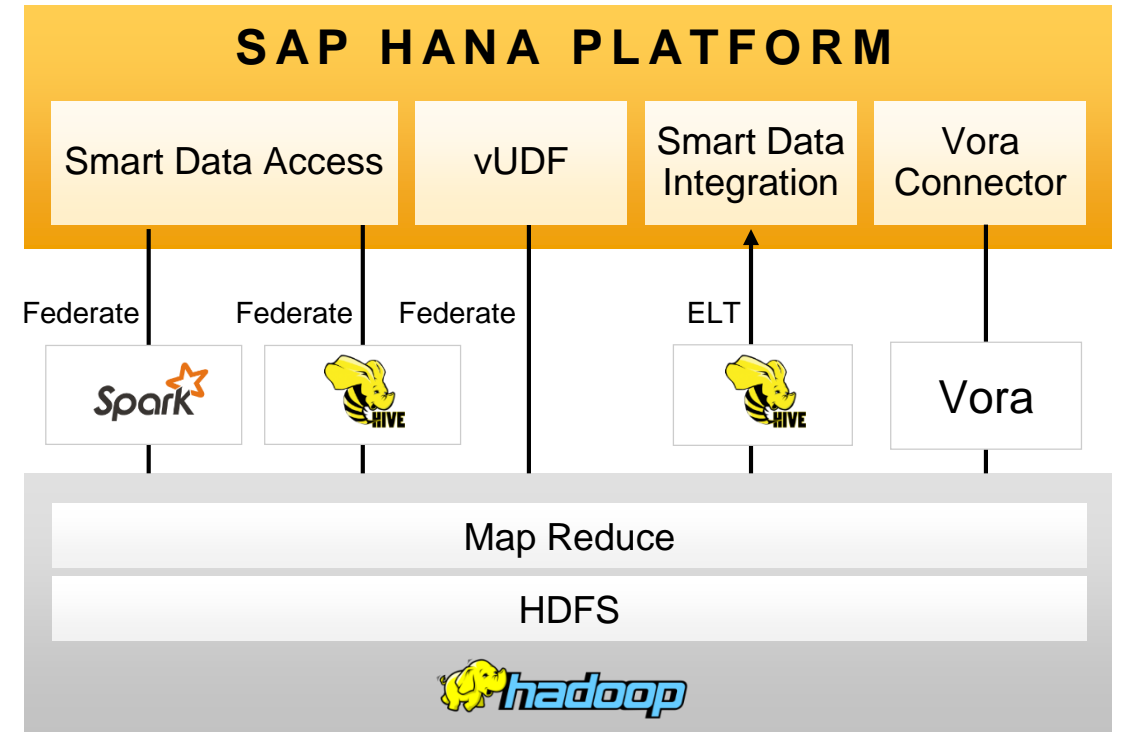 SAP HANA PLATFORM
Smart Data Access
vUDF
Smart Data
Integration
Vora
Connector
Federate
Federate
Federate
ELT
Spark
HIVE
HIVE
Vora
Map Reduce
HDFS
hadoop